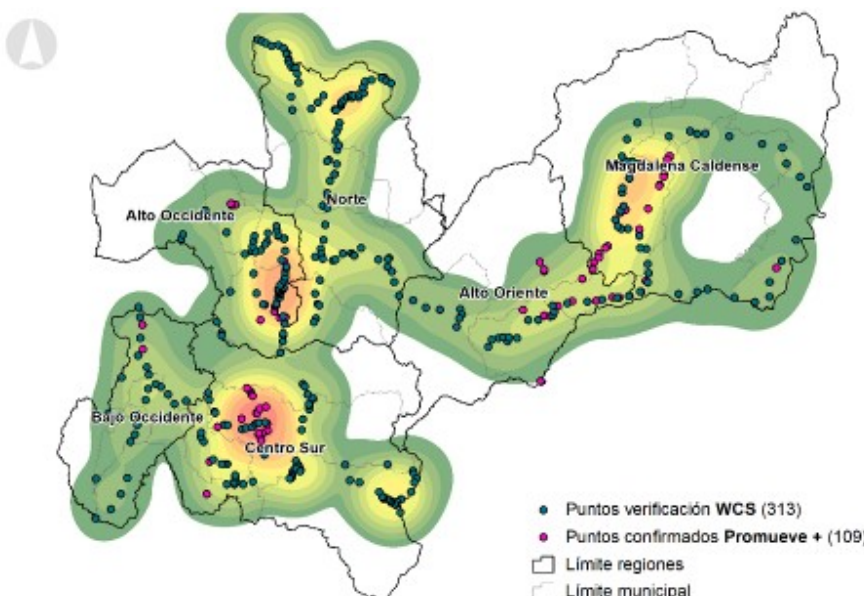 Magdalena Caldense
Norte
Alto Occidente
Alto Oriente
Bajo Occidente
Centro Sur
Puntos verificación WCS (313)
Puntos confirmados Promueve + (109)
Límite regiones
Límite municipal